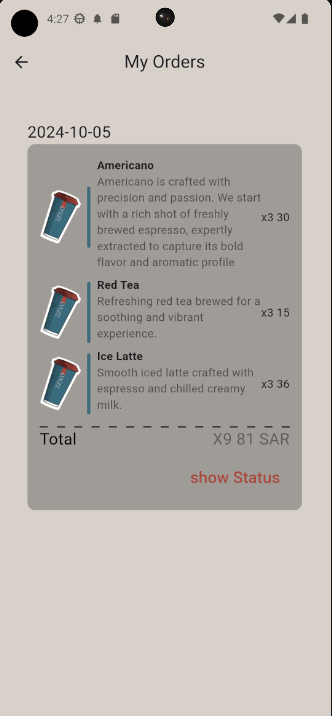 4:27
My Orders
2024-10-05
Americano
Americano is crafted with
precision and passion. We start
with a rich shot of freshly
brewed espresso, expertly
extracted to capture its bold
flavor and aromatic profile
x3 30
Red Tea
Refreshing red tea brewed for a
soothing and vibrant
experience.
x3 15
Ice Latte
Smooth iced latte crafted with
espresso and chilled creamy
milk.
x3 36
Total X9 81 SAR
show Status